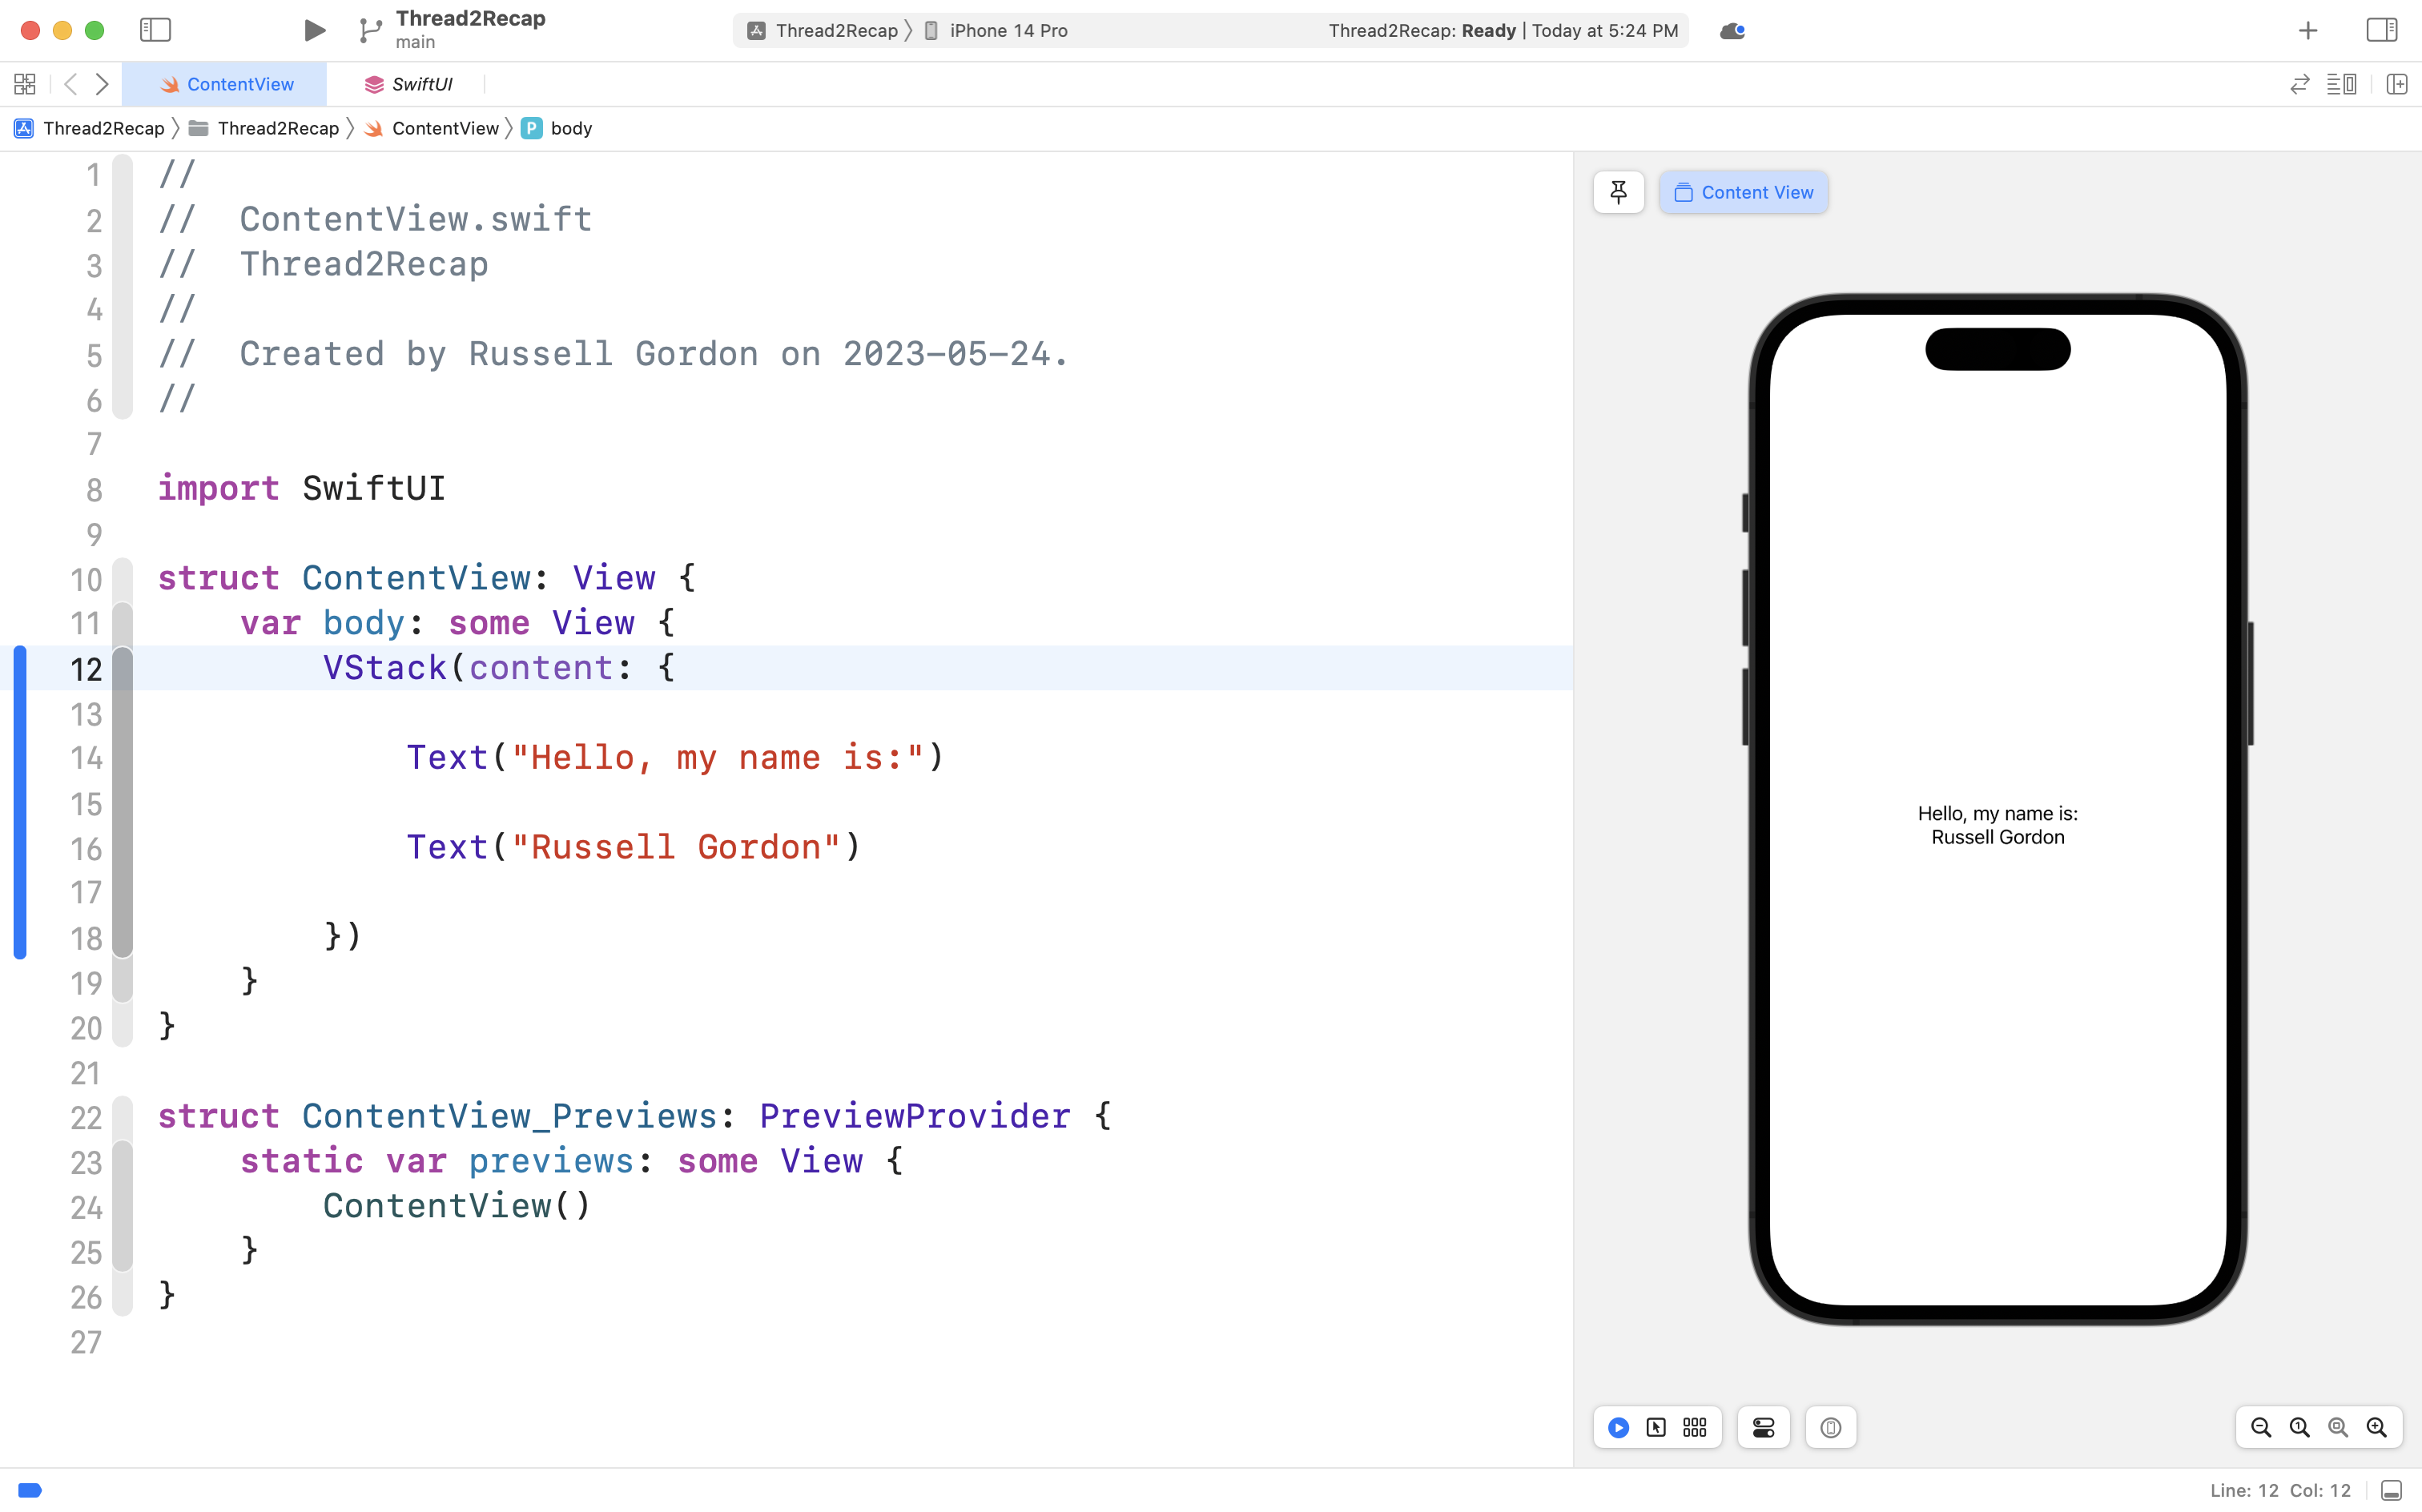 Thread2Recap
main
Thread2Recap
iPhone 14 Pro
Thread2Recap: Ready | Today at 5:24 PM
ContentView
SwiftUI
Thread2Recap
Thread2Recap
ContentView
P
body
1 //
2 //  ContentView.swift
3 //  Thread2Recap
4 //
5 //  Created by Russell Gordon on 2023-05-24.
6 //
7
8 import SwiftUI
9
10 struct ContentView: View {
11     var body: some View {
12         VStack(content: {
13
14             Text("Hello, my name is:")
15
16             Text("Russell Gordon")
17
18         })
19     }
20 }
21
22 struct ContentView_Previews: PreviewProvider {
23     static var previews: some View {
24         ContentView()
25     }
26 }
27
Content View
Hello, my name is:
Russell Gordon
Line: 12  Col: 12